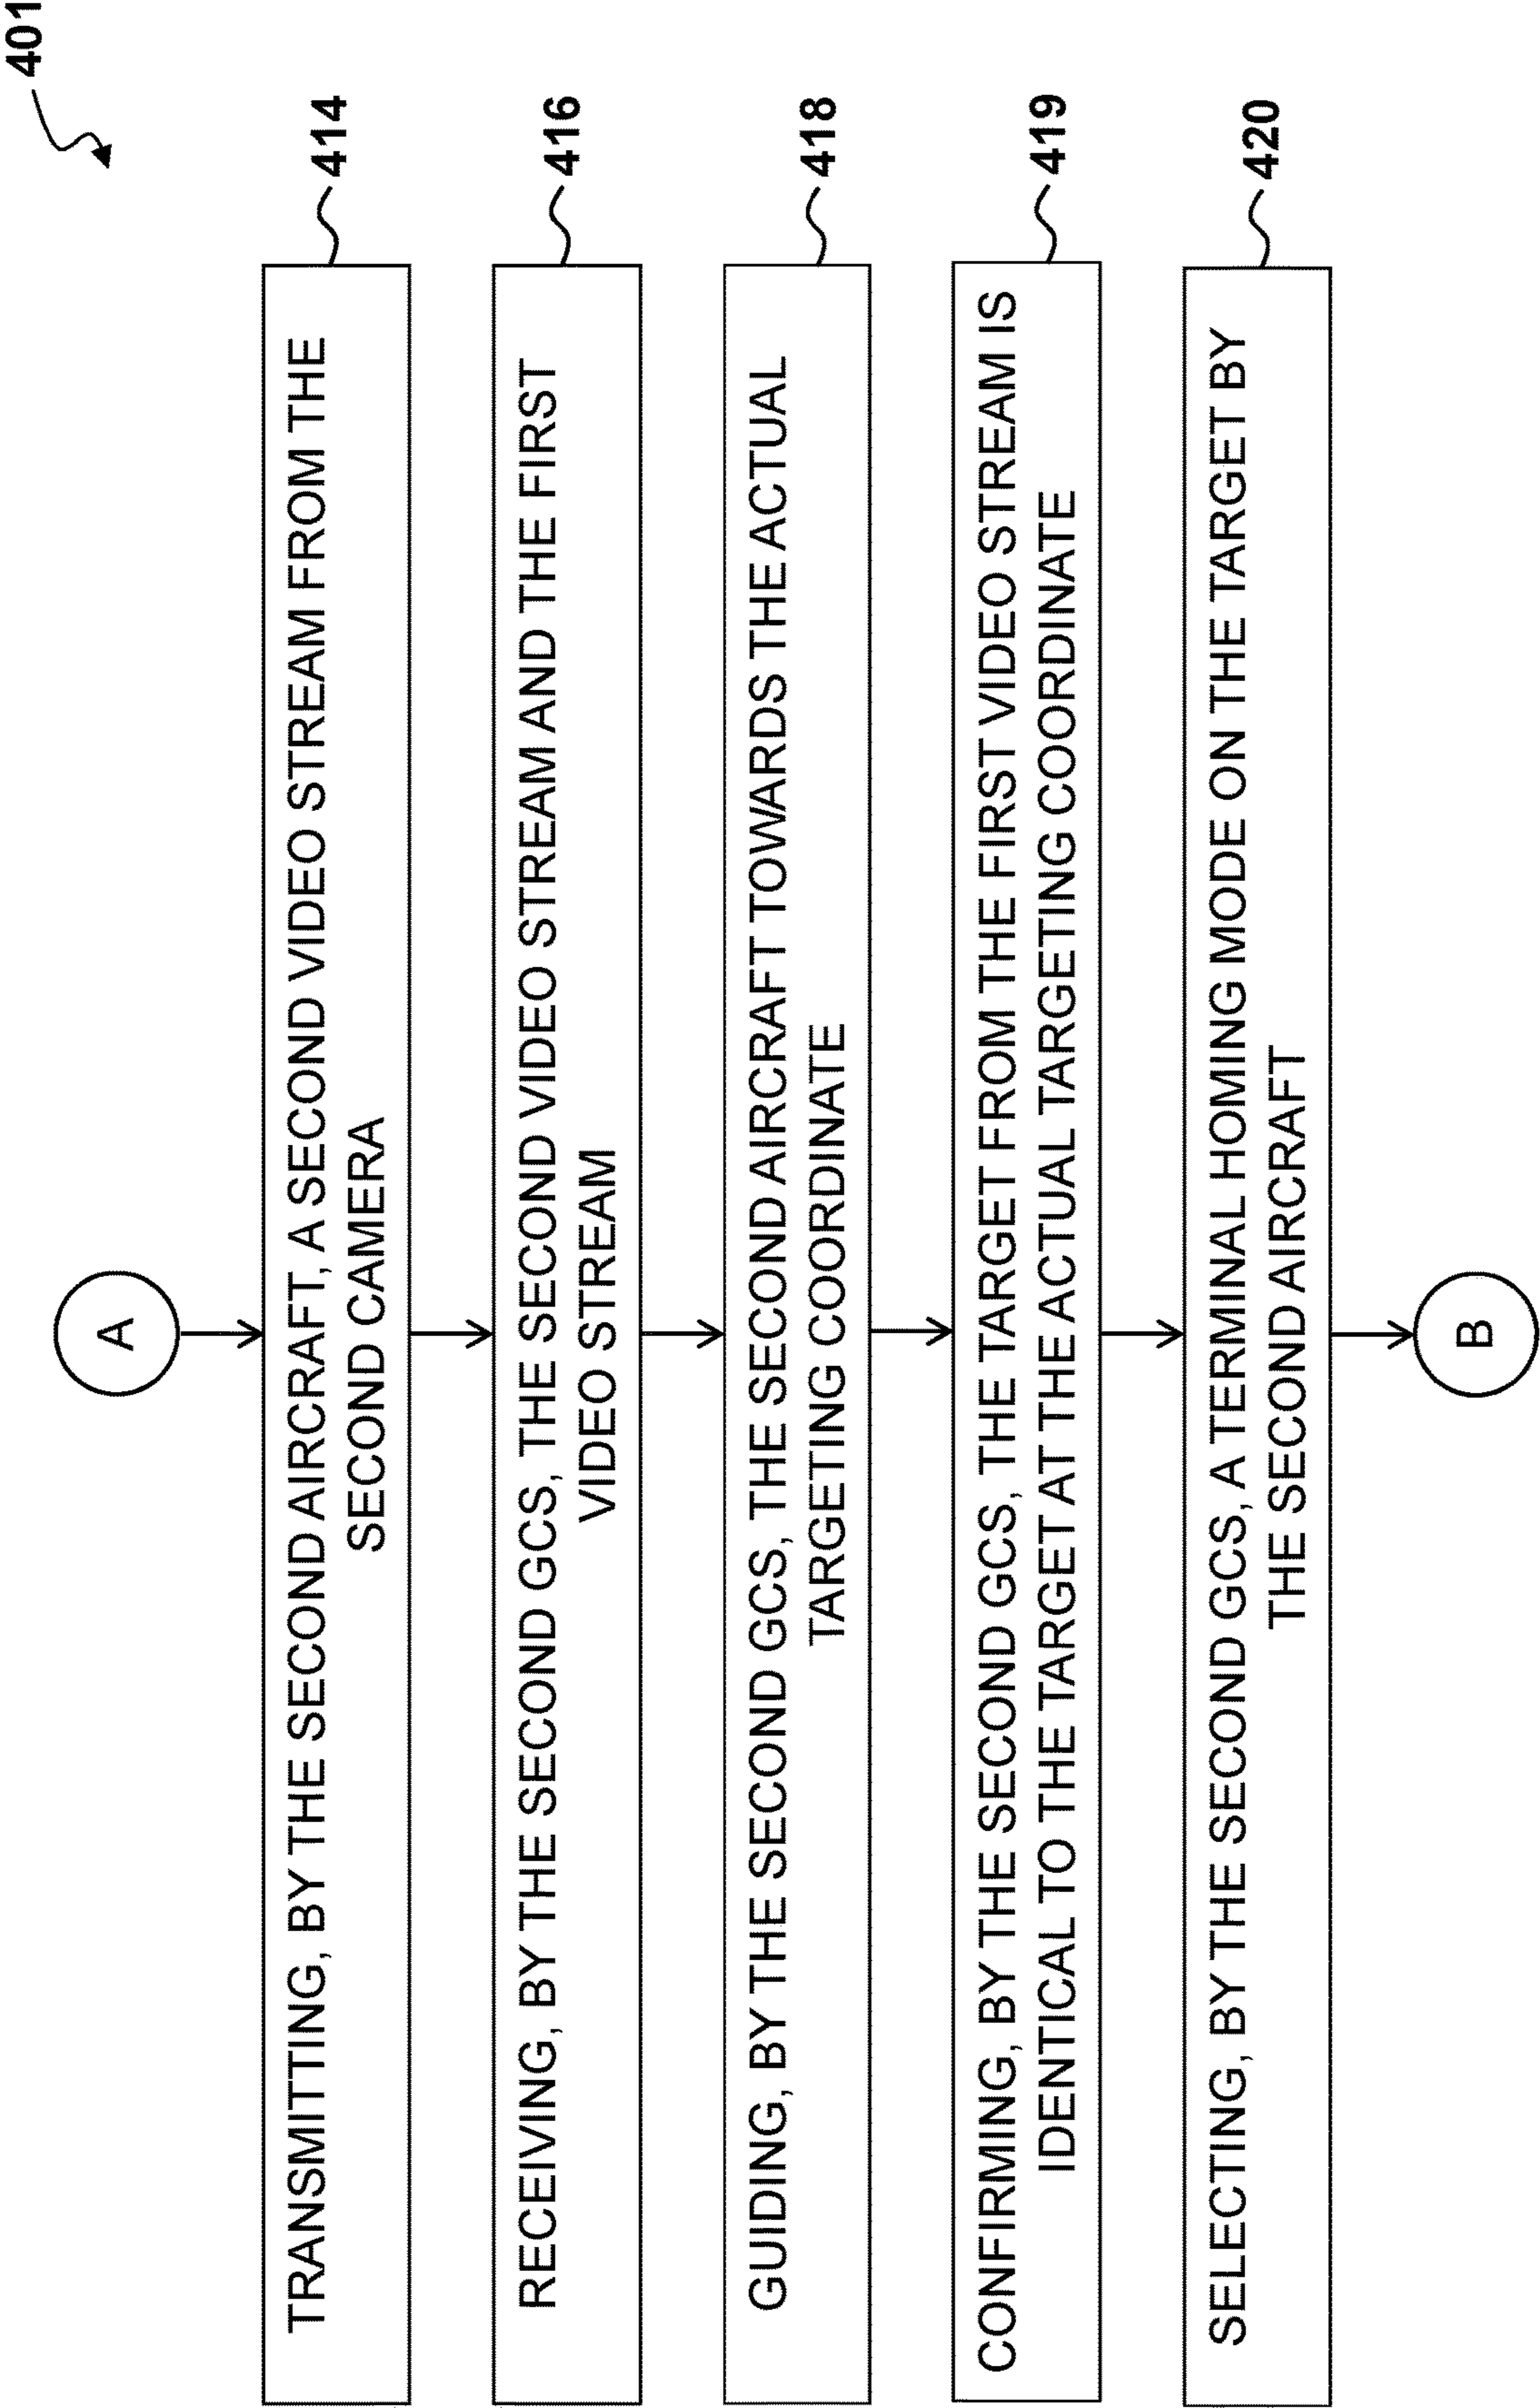 401
A
TRANSMITTING, BY THE SECOND AIRCRAFT, A SECOND VIDEO STREAM FROM THE
SECOND CAMERA
414
RECEIVING, BY THE SECOND GCS, THE SECOND VIDEO STREAM AND THE FIRST
VIDEO STREAM
416
GUIDING, BY THE SECOND GCS, THE SECOND AIRCRAFT TOWARDS THE ACTUAL
TARGETING COORDINATE
418
CONFIRMING, BY THE SECOND GCS, THE TARGET FROM THE FIRST VIDEO STREAM IS
IDENTICAL TO THE TARGET AT THE ACTUAL TARGETING COORDINATE
419
SELECTING, BY THE SECOND GCS, A TERMINAL HOMING MODE ON THE TARGET BY
THE SECOND AIRCRAFT
420
B